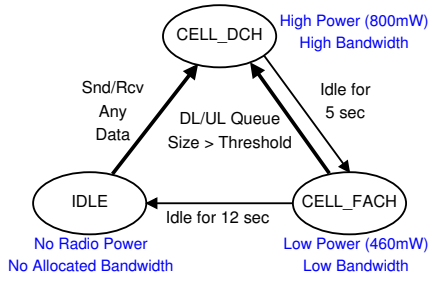 CELL_DCH
High Power (800mW)
High Bandwidth
Snd/Rcv
Any
Data
DL/UL Queue
Size > Threshold
Idle for
5 sec
IDLE
Idle for 12 sec
CELL_FACH
No Radio Power
No Allocated Bandwidth
Low Power (460mW)
Low Bandwidth